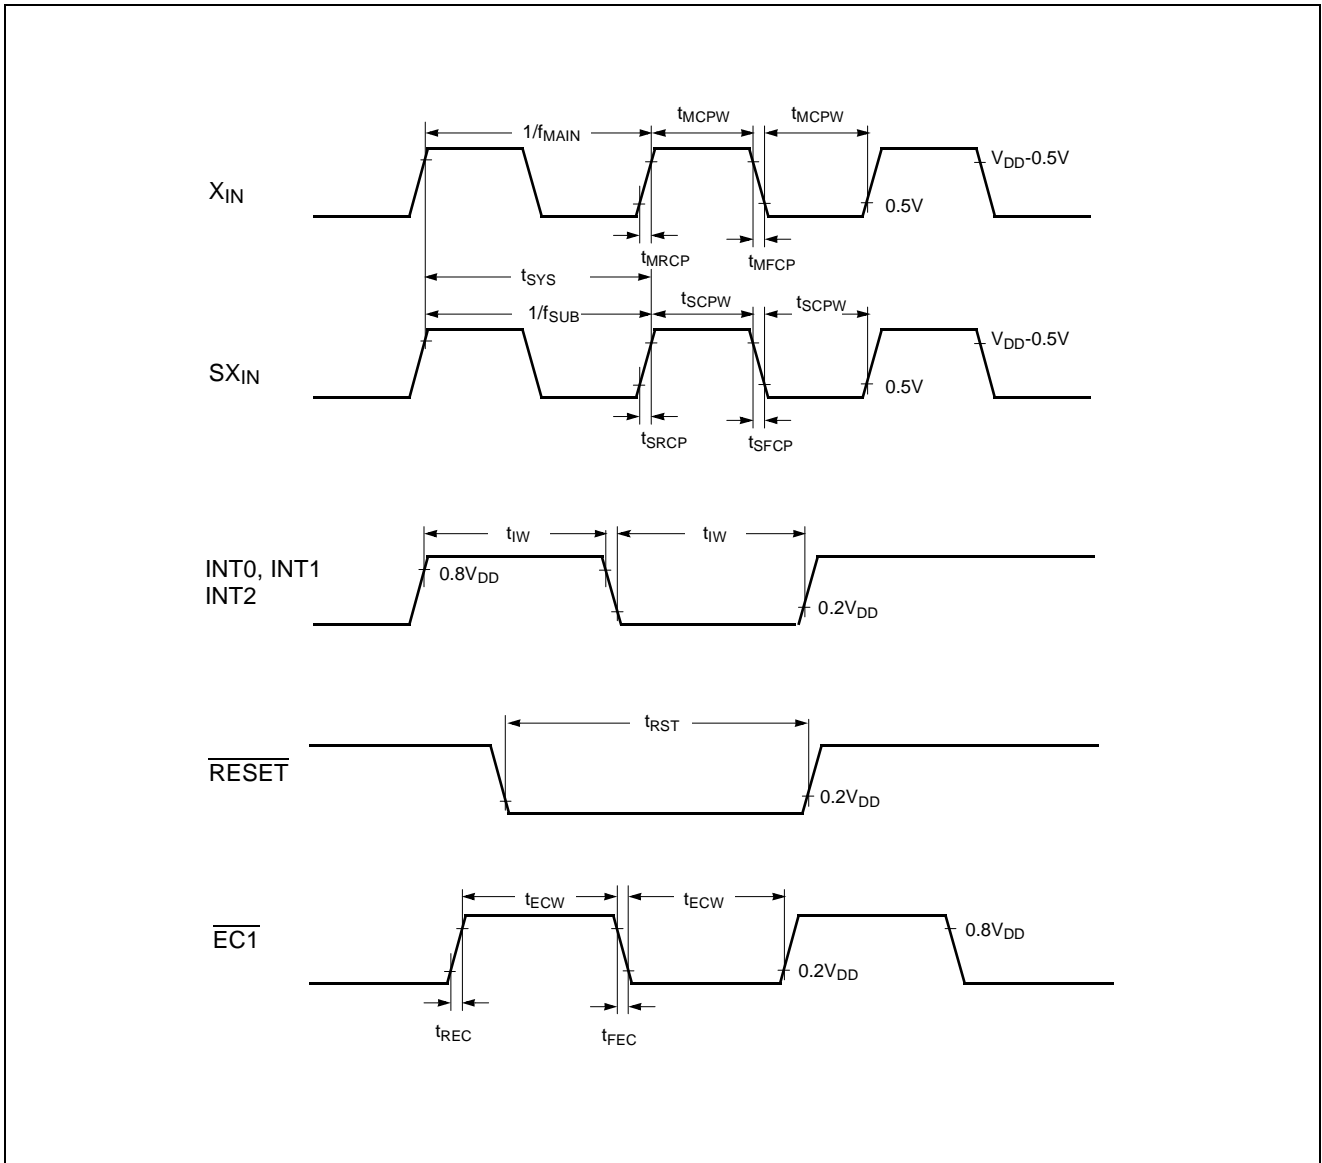 tMCPW tMCPW
1/fMAIN
VDD-0.5V
XIN
0.5V
tMRCP tMFCP
tSYS
tSCPW tSCPW
1/fSUB
VDD-0.5V
SXIN
0.5V
tSRCP tSFCP
tIW tIW
INT0, INT1
0.8VDD
INT2
0.2VDD
tRST
RESET
0.2VDD
tECW tECW
EC1
0.8VDD
0.2VDD
tREC tFEC